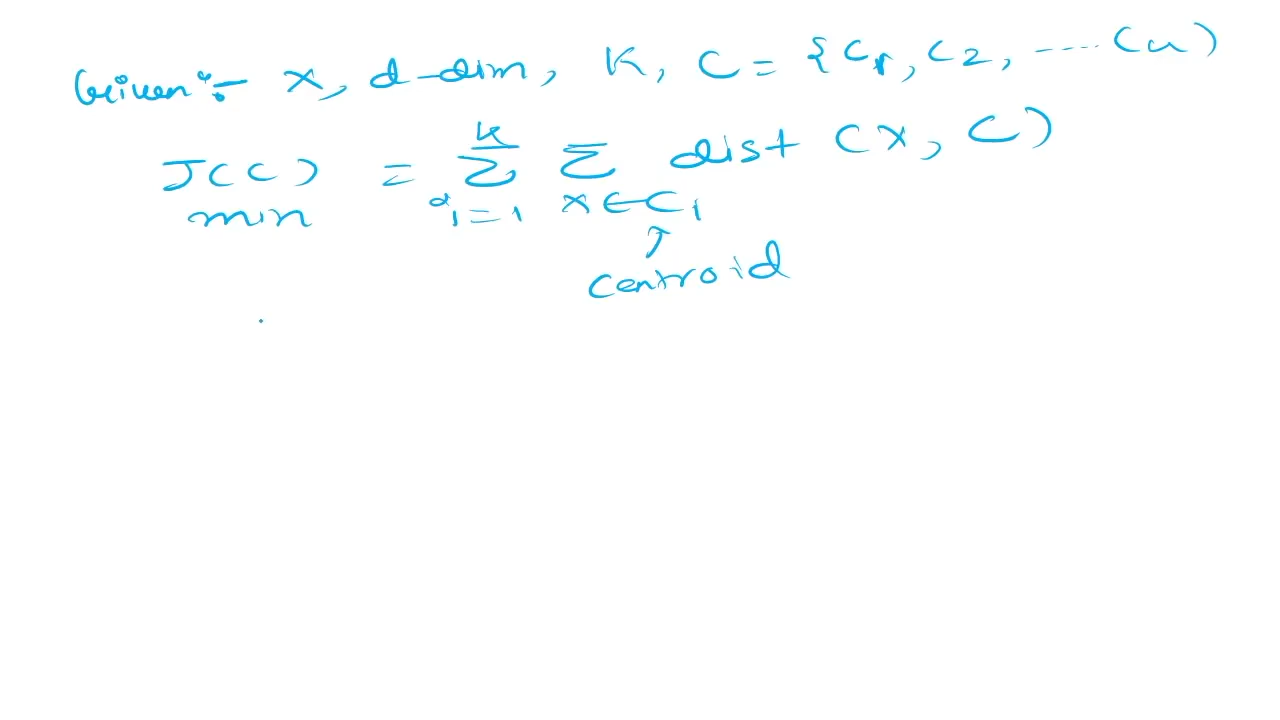 Given :- X, d-dim, K, C = {C1, C2, ..... Ck)
J(C) = K Σ Σ dist (X, C)
min i=1 X ∈ Ci
↑
centroid